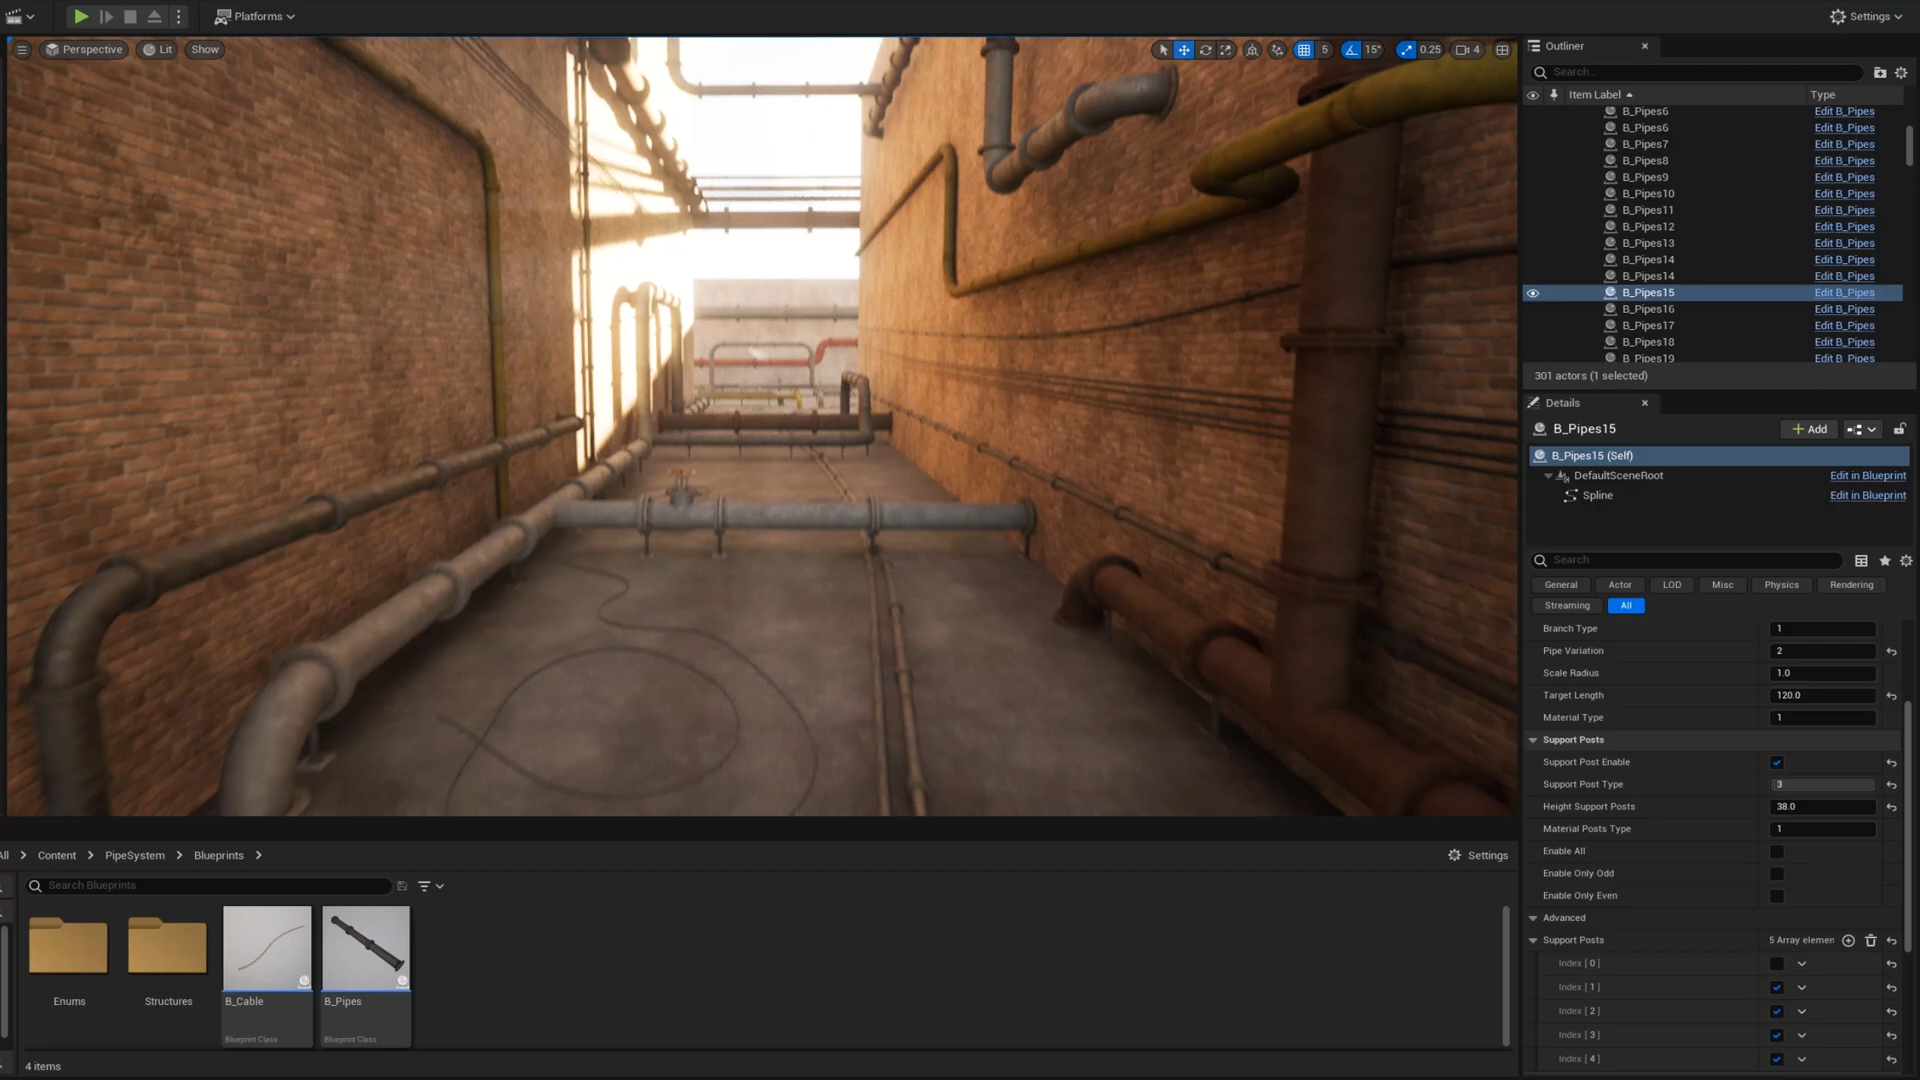 Platforms
Settings
Perspective
Lit
Show
5
15°
0.25
4
Outliner
Search...
Item Label
Type
B_Pipes6 Edit B_Pipes
B_Pipes6 Edit B_Pipes
B_Pipes7 Edit B_Pipes
B_Pipes8 Edit B_Pipes
B_Pipes9 Edit B_Pipes
B_Pipes10 Edit B_Pipes
B_Pipes11 Edit B_Pipes
B_Pipes12 Edit B_Pipes
B_Pipes13 Edit B_Pipes
B_Pipes14 Edit B_Pipes
B_Pipes14 Edit B_Pipes
B_Pipes15 Edit B_Pipes
B_Pipes16 Edit B_Pipes
B_Pipes17 Edit B_Pipes
B_Pipes18 Edit B_Pipes
B_Pipes19 Edit B_Pipes
301 actors (1 selected)
Details
B_Pipes15
Add
B_Pipes15 (Self)
DefaultSceneRoot Edit in Blueprint
Spline Edit in Blueprint
Search
General Actor LOD Misc Physics Rendering
Streaming All
Branch Type 1
Pipe Variation 2
Scale Radius 1.0
Target Length 120.0
Material Type 1
Support Posts
Support Post Enable
Support Post Type 3
Height Support Posts 38.0
Material Posts Type 1
Enable All
Enable Only Odd
Enable Only Even
Advanced
Support Posts 5 Array elemen
Index [ 0 ]
Index [ 1 ]
Index [ 2 ]
Index [ 3 ]
Index [ 4 ]
All Content PipeSystem Blueprints
Settings
Search Blueprints
Enums
Structures
B_Cable
Blueprint Class
B_Pipes
Blueprint Class
4 items